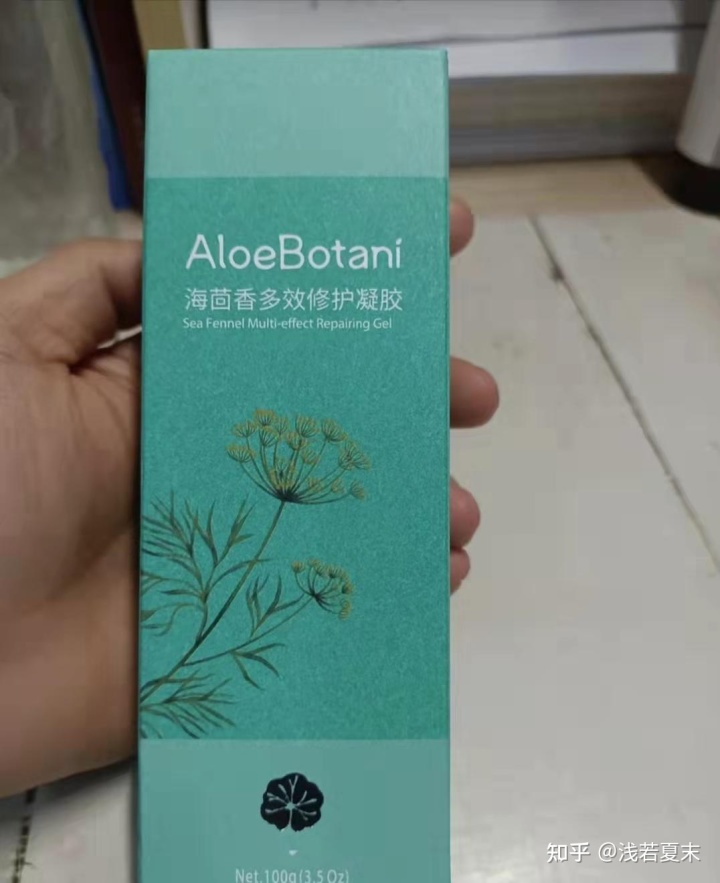 AloeBotani
海茴香多效修护凝胶
Sea Fennel Multi-effect Repairing Gel
Net.100g(3.5Oz)
知乎 @浅若夏末